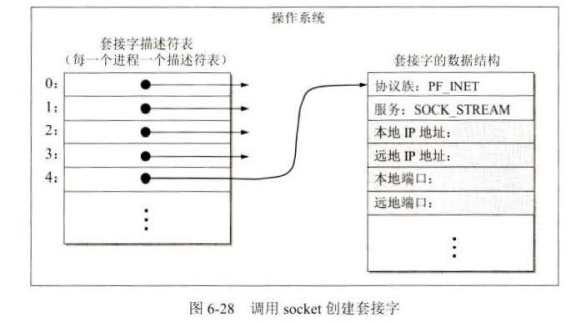 操作系统
套接字描述符表
（每一个进程一个描述符表）
0：
1：
2：
3：
4：
套接字的数据结构
协议族：PF_INET
服务：SOCK_STREAM
本地 IP 地址：
远地 IP 地址：
本地端口：
远地端口：
图 6-28 调用 socket 创建套接字